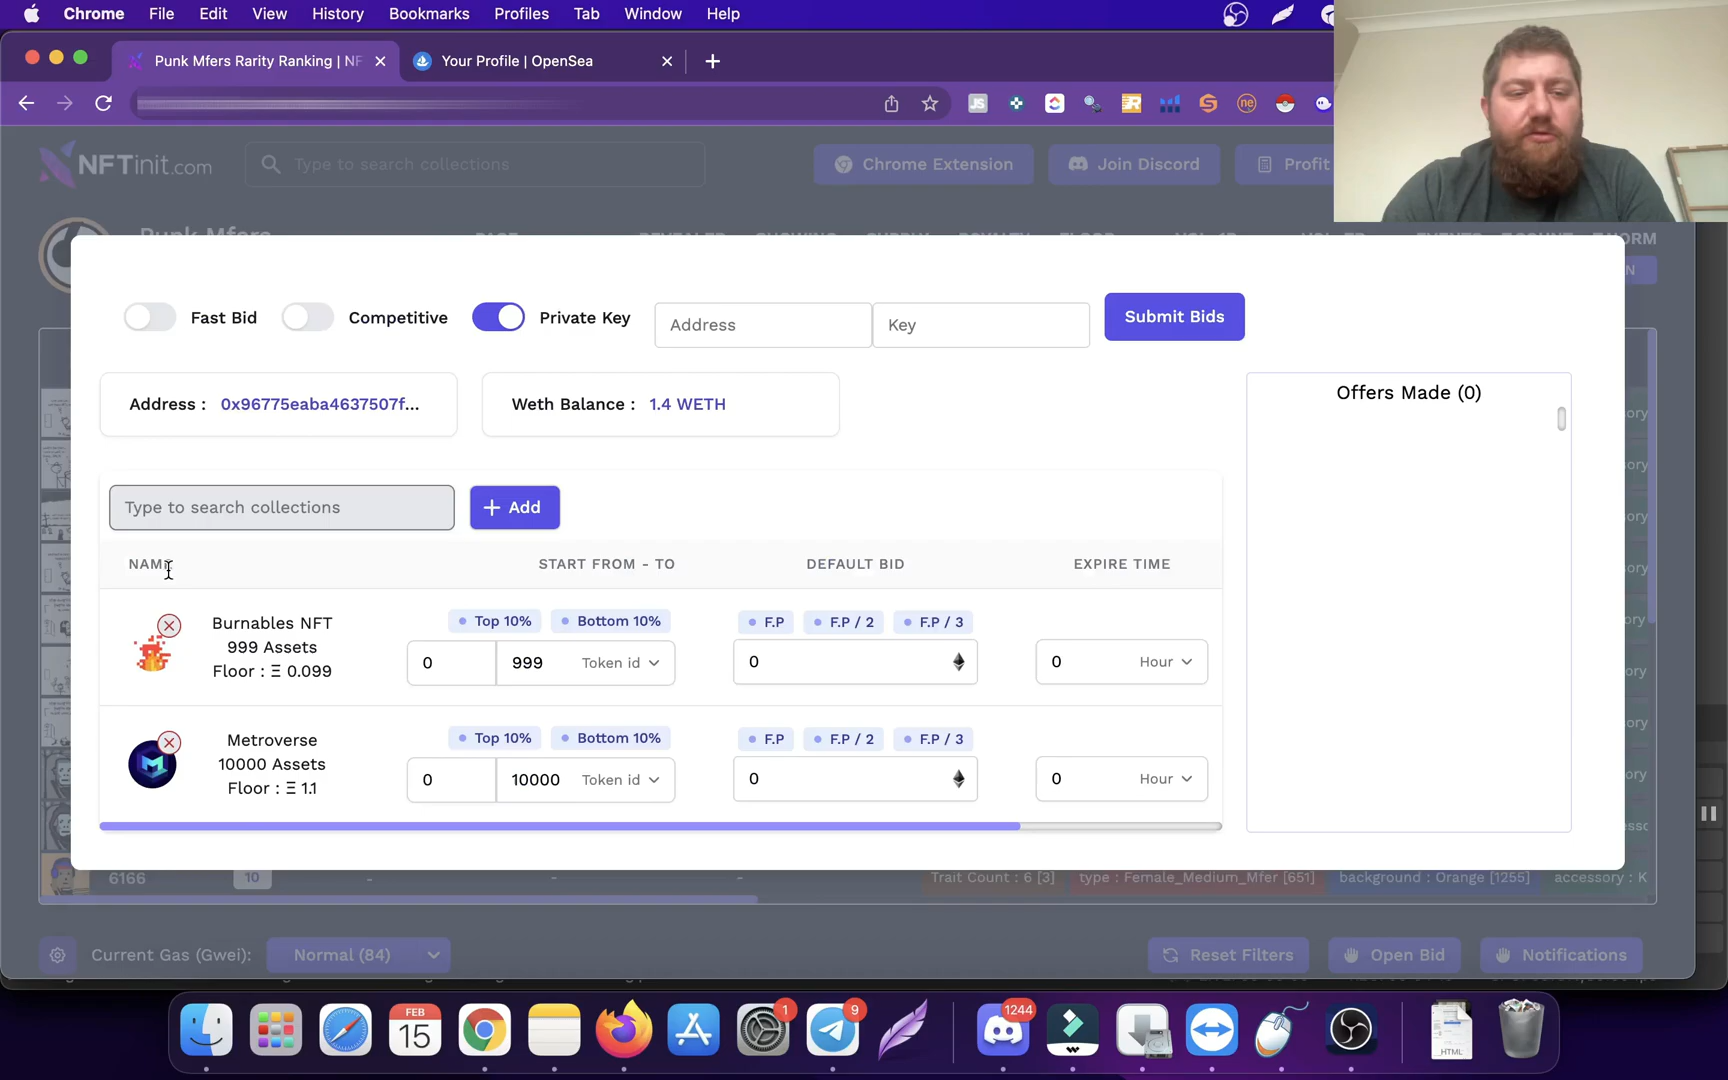 Chrome File Edit View History Bookmarks Profiles Tab Window Help
Punk Mfers Rarity Ranking | NF
Your Profile | OpenSea
NFTinit.com
Type to search collections
Chrome Extension
Join Discord
Profit
Punk Mfers
Fast Bid
Competitive
Private Key
Address
Key
Submit Bids
Address : 0x96775eaba4637507f...
Weth Balance : 1.4 WETH
Offers Made (0)
Type to search collections
+ Add
NAME START FROM - TO DEFAULT BID EXPIRE TIME
Burnables NFT
999 Assets
Floor : Ξ 0.099
Top 10% Bottom 10%
0 999 Token id
F.P F.P / 2 F.P / 3
0
0 Hour
Metroverse
10000 Assets
Floor : Ξ 1.1
Top 10% Bottom 10%
0 10000 Token id
F.P F.P / 2 F.P / 3
0
0 Hour
6166 10 - - - Trait Count : 6 [3] type : Female_Medium_Mfer [651] background : Orange [1255] accessory : K
Current Gas (Gwei): Normal (84)
Reset Filters
Open Bid
Notifications
FEB
15
1
9
1244
HTML